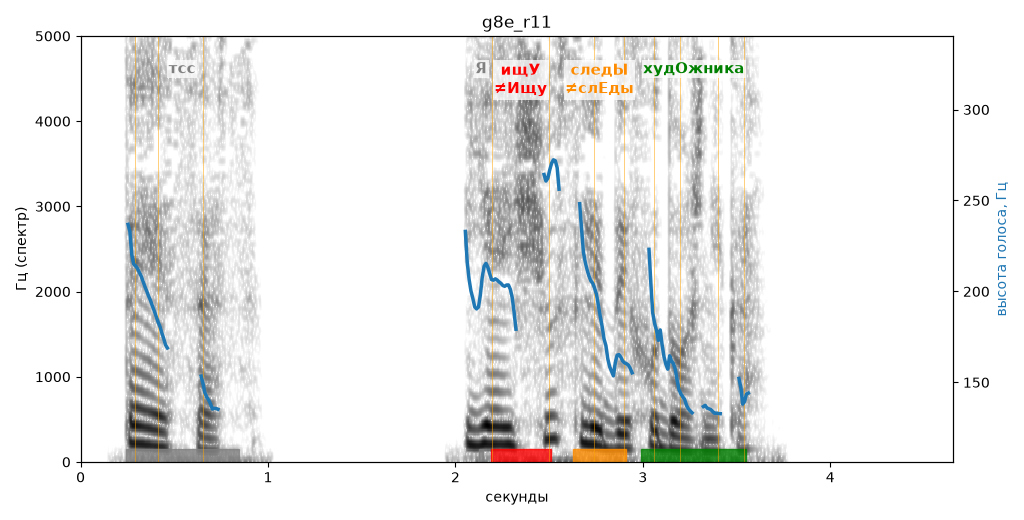 g8e_r11
Гц (спектр)
5000
4000
3000
2000
1000
0
тсс
Я
ищУ
≠Ищу
следЫ
≠слЕды
худОжника
300
250
200
150
высота голоса, Гц
0 1 2 3 4
секунды